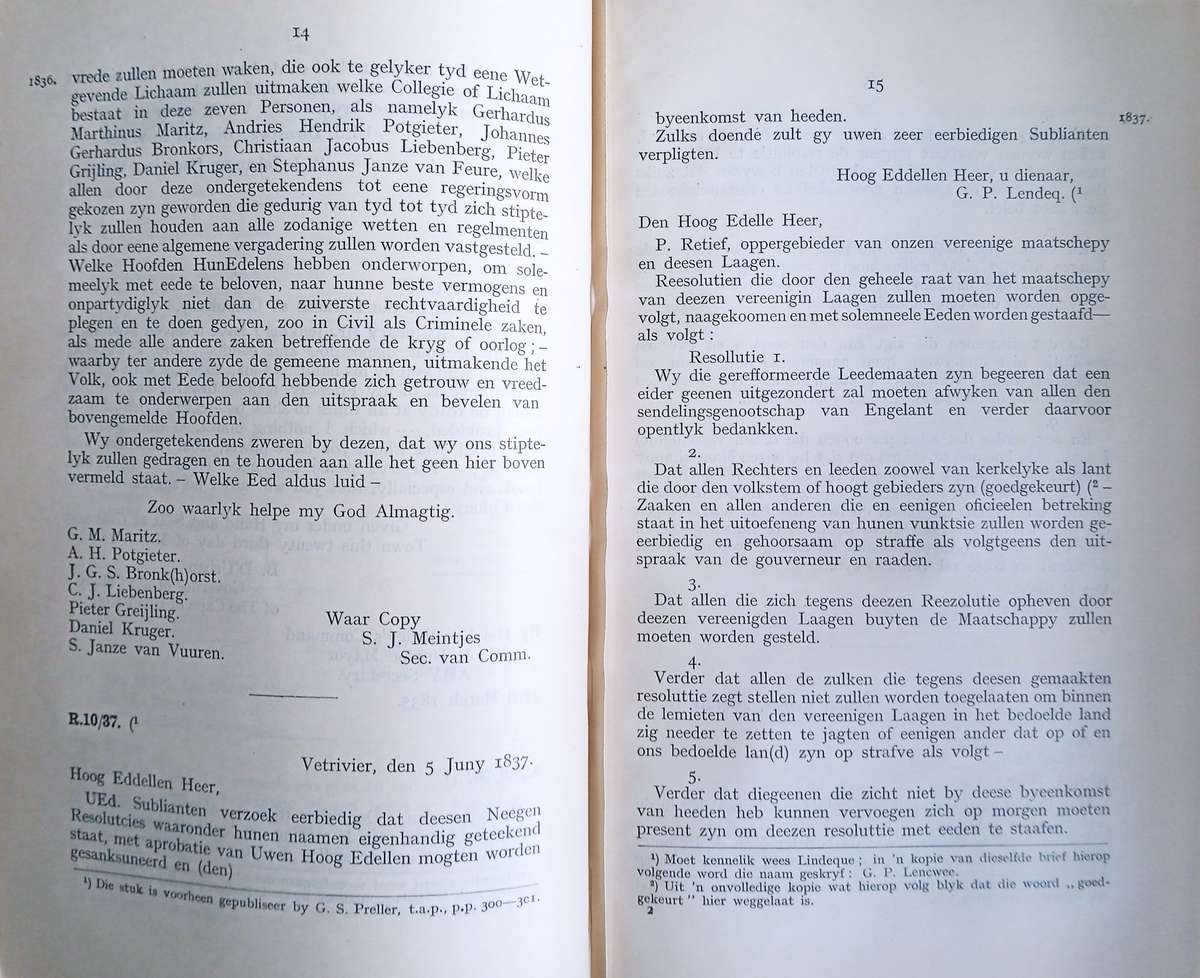 14
1836.
vrede zullen moeten waken, die ook te gelyker tyd eene Wet-
gevende Lichaam zullen uitmaken welke Collegie of Lichaam
bestaat in deze zeven Personen, als namelyk Gerhardus
Marthinus Maritz, Andries Hendrik Potgieter, Johannes
Gerhardus Bronkors, Christiaan Jacobus Liebenberg, Pieter
Grijling, Daniel Kruger, en Stephanus Janze van Feure, welke
allen door deze ondergetekendens tot eene regeringsvorm
gekozen zyn geworden die gedurig van tyd tot tyd zich stipte-
lyk zullen houden aan alle zodanige wetten en regelmenten
als door eene algemene vergadering zullen worden vastgesteld. –
Welke Hoofden HunEdelens hebben onderworpen, om sole-
meelyk met eede te beloven, naar hunne beste vermogens en
onpartydiglyk niet dan de zuiverste rechtvaardigheid te
plegen en te doen gedyen, zoo in Civil als Criminele zaken,
als mede alle andere zaken betreffende de kryg of oorlog ; –
waarby ter andere zyde de gemeene mannen, uitmakende het
Volk, ook met Eede beloofd hebbende zich getrouw en vreed-
zaam te onderwerpen aan den uitspraak en bevelen van
bovengemelde Hoofden.
Wy ondergetekendens zweren by dezen, dat wy ons stipte-
lyk zullen gedragen en te houden aan alle het geen hier boven
vermeld staat. – Welke Eed aldus luid –
Zoo waarlyk helpe my God Almagtig.
G. M. Maritz.
A. H. Potgieter.
J. G. S. Bronk(h)orst.
C. J. Liebenberg.
Pieter Greijling.
Daniel Kruger.
S. Janze van Vuuren.
Waar Copy
S. J. Meintjes
Sec. van Comm.
R.10/37. (¹
Vetrivier, den 5 Juny 1837.
Hoog Eddellen Heer,
UEd. Sublianten verzoek eerbiedig dat deesen Neegen
Resolutcies waaronder hunen naamen eigenhandig geteekend
staat, met aprobatie van Uwen Hoog Edellen mogten worden
gesanksuneerd en (den)
¹) Die stuk is voorheen gepubliseer by G. S. Preller, t.a.p., p.p. 300—301.
15
1837.
byeenkomst van heeden.
Zulks doende zult gy uwen zeer eerbiedigen Sublianten
verpligten.
Hoog Eddellen Heer, u dienaar,
G. P. Lendeq. (¹
Den Hoog Edelle Heer,
P. Retief, oppergebieder van onzen vereenige maatschepy
en deesen Laagen.
Reesolutien die door den geheele raat van het maatschepy
van deezen vereenigin Laagen zullen moeten worden opge-
volgt, naagekoomen en met solemneele Eeden worden gestaafd—
als volgt :
Resollutie 1.
Wy die gerefformeerde Leedemaaten zyn begeeren dat een
eider geenen uitgezondert zal moeten afwyken van allen den
sendelingsgenootschap van Engelant en verder daarvoor
opentlyk bedankken.
2.
Dat allen Rechters en leeden zoowel van kerkelyke als lant
die door den volkstem of hoogt gebieders zyn (goedgekeurt) (² –
Zaaken en allen anderen die en eenigen oficieelen betreking
staat in het uitoefeneng van hunen vunktsie zullen worden ge-
eerbiedig en gehoorsaam op straffe als volgtgeens den uit-
spraak van de gouverneur en raaden.
3.
Dat allen die zich tegens deezen Reezolutie opheven door
deezen vereenigden Laagen buyten de Maatschappy zullen
moeten worden gesteld.
4.
Verder dat allen de zulken die tegens deesen gemaakten
resoluttie zegt stellen niet zullen worden toegelaaten om binnen
de lemieten van den vereenigen Laagen in het bedoelde land
zig needer te zetten te jagten of eenigen ander dat op of en
ons bedoelde lan(d) zyn op strafve als volgt –
5.
Verder dat diegeenen die zicht niet by deese byeenkomst
van heeden heb kunnen vervoegen zich op morgen moeten
present zyn om deezen resoluttie met eeden te staafen.
¹) Moet kennelik wees Lindeque ; in 'n kopie van dieselfde brief hierop
volgende word die naam geskryf : G. P. Lencwee.
²) Uit 'n onvolledige kopie wat hierop volg blyk dat die woord „ goed-
gekeurt " hier weggelaat is.
2